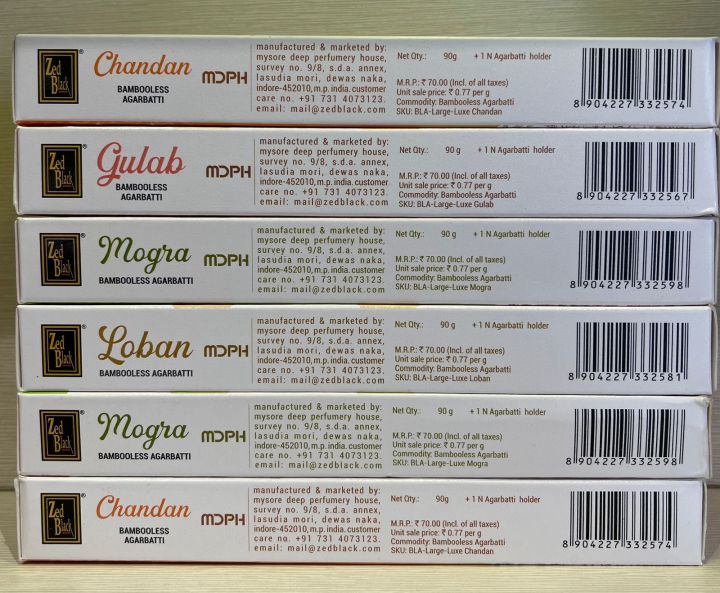 Zed
Black
®
Chandan
BAMBOOLESS
AGARBATTI
MDPH
manufactured & marketed by:
mysore deep perfumery house,
survey no. 9/8, s.d.a. annex,
lasudia mori, dewas naka,
indore-452010, m.p. india. customer
care no. +91 731 4073123.
email: mail@zedblack.com
Net Qty.: 90g + 1 N Agarbatti holder
M.R.P.: ₹ 70.00 (Incl. of all taxes)
Unit sale price: ₹ 0.77 per g
Commodity: Bambooless Agarbatti
SKU: BLA-Large-Luxe Chandan
8 904227 332574
Zed
Black
®
Gulab
BAMBOOLESS
AGARBATTI
MDPH
manufactured & marketed by:
mysore deep perfumery house,
survey no. 9/8, s.d.a. annex,
lasudia mori, dewas naka,
indore-452010, m.p. india. customer
care no. +91 731 4073123.
email: mail@zedblack.com
Net Qty.: 90 g + 1 N Agarbatti holder
M.R.P.: ₹ 70.00 (Incl. of all taxes)
Unit sale price: ₹ 0.77 per g
Commodity: Bambooless Agarbatti
SKU: BLA-Large-Luxe Gulab
8 904227 332567
Zed
Black
®
Mogra
BAMBOOLESS AGARBATTI
MDPH
manufactured & marketed by:
mysore deep perfumery house,
survey no. 9/8, s.d.a. annex,
lasudia mori, dewas naka,
indore-452010, m.p. india. customer
care no. +91 731 4073123.
email: mail@zedblack.com
Net Qty.: 90 g + 1 N Agarbatti holder
M.R.P.: ₹ 70.00 (Incl. of all taxes)
Unit sale price: ₹ 0.77 per g
Commodity: Bambooless Agarbatti
SKU: BLA-Large-Luxe Mogra
8 904227 332598
Zed
Black
®
Loban
BAMBOOLESS AGARBATTI
MDPH
manufactured & marketed by:
mysore deep perfumery house,
survey no. 9/8, s.d.a. annex,
lasudia mori, dewas naka,
indore-452010, m.p. india. customer
care no. +91 731 4073123.
email: mail@zedblack.com
Net Qty.: 90 g + 1 N Agarbatti holder
M.R.P.: ₹ 70.00 (Incl. of all taxes)
Unit sale price: ₹ 0.77 per g
Commodity: Bambooless Agarbatti
SKU: BLA-Large-Luxe Loban
8 904227 332581
Zed
Black
®
Mogra
BAMBOOLESS AGARBATTI
MDPH
manufactured & marketed by:
mysore deep perfumery house,
survey no. 9/8, s.d.a. annex,
lasudia mori, dewas naka,
indore-452010, m.p. india. customer
care no. +91 731 4073123.
email: mail@zedblack.com
Net Qty.: 90 g + 1 N Agarbatti holder
M.R.P.: ₹ 70.00 (Incl. of all taxes)
Unit sale price: ₹ 0.77 per g
Commodity: Bambooless Agarbatti
SKU: BLA-Large-Luxe Mogra
8 904227 332598
Zed
Black
®
Chandan
BAMBOOLESS
AGARBATTI
MDPH
manufactured & marketed by:
mysore deep perfumery house,
survey no. 9/8, s.d.a. annex,
lasudia mori, dewas naka,
indore-452010, m.p. india. customer
care no. +91 731 4073123.
email: mail@zedblack.com
Net Qty.: 90g + 1 N Agarbatti holder
M.R.P.: ₹ 70.00 (Incl. of all taxes)
Unit sale price: ₹ 0.77 per g
Commodity: Bambooless Agarbatti
SKU: BLA-Large-Luxe Chandan
8 904227 332574